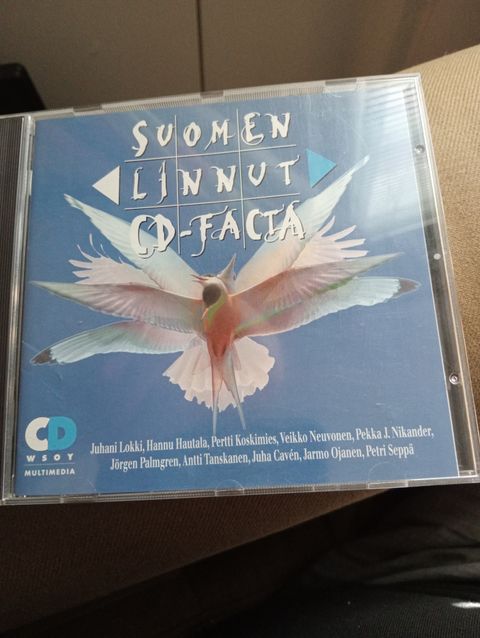 SUOMEN
LINNUT
CD-FACTA
CD
WSOY
MULTIMEDIA
Juhani Lokki, Hannu Hautala, Pertti Koskimies, Veikko Neuvonen, Pekka J. Nikander,
Jörgen Palmgren, Antti Tanskanen, Juha Cavén, Jarmo Ojanen, Petri Seppä